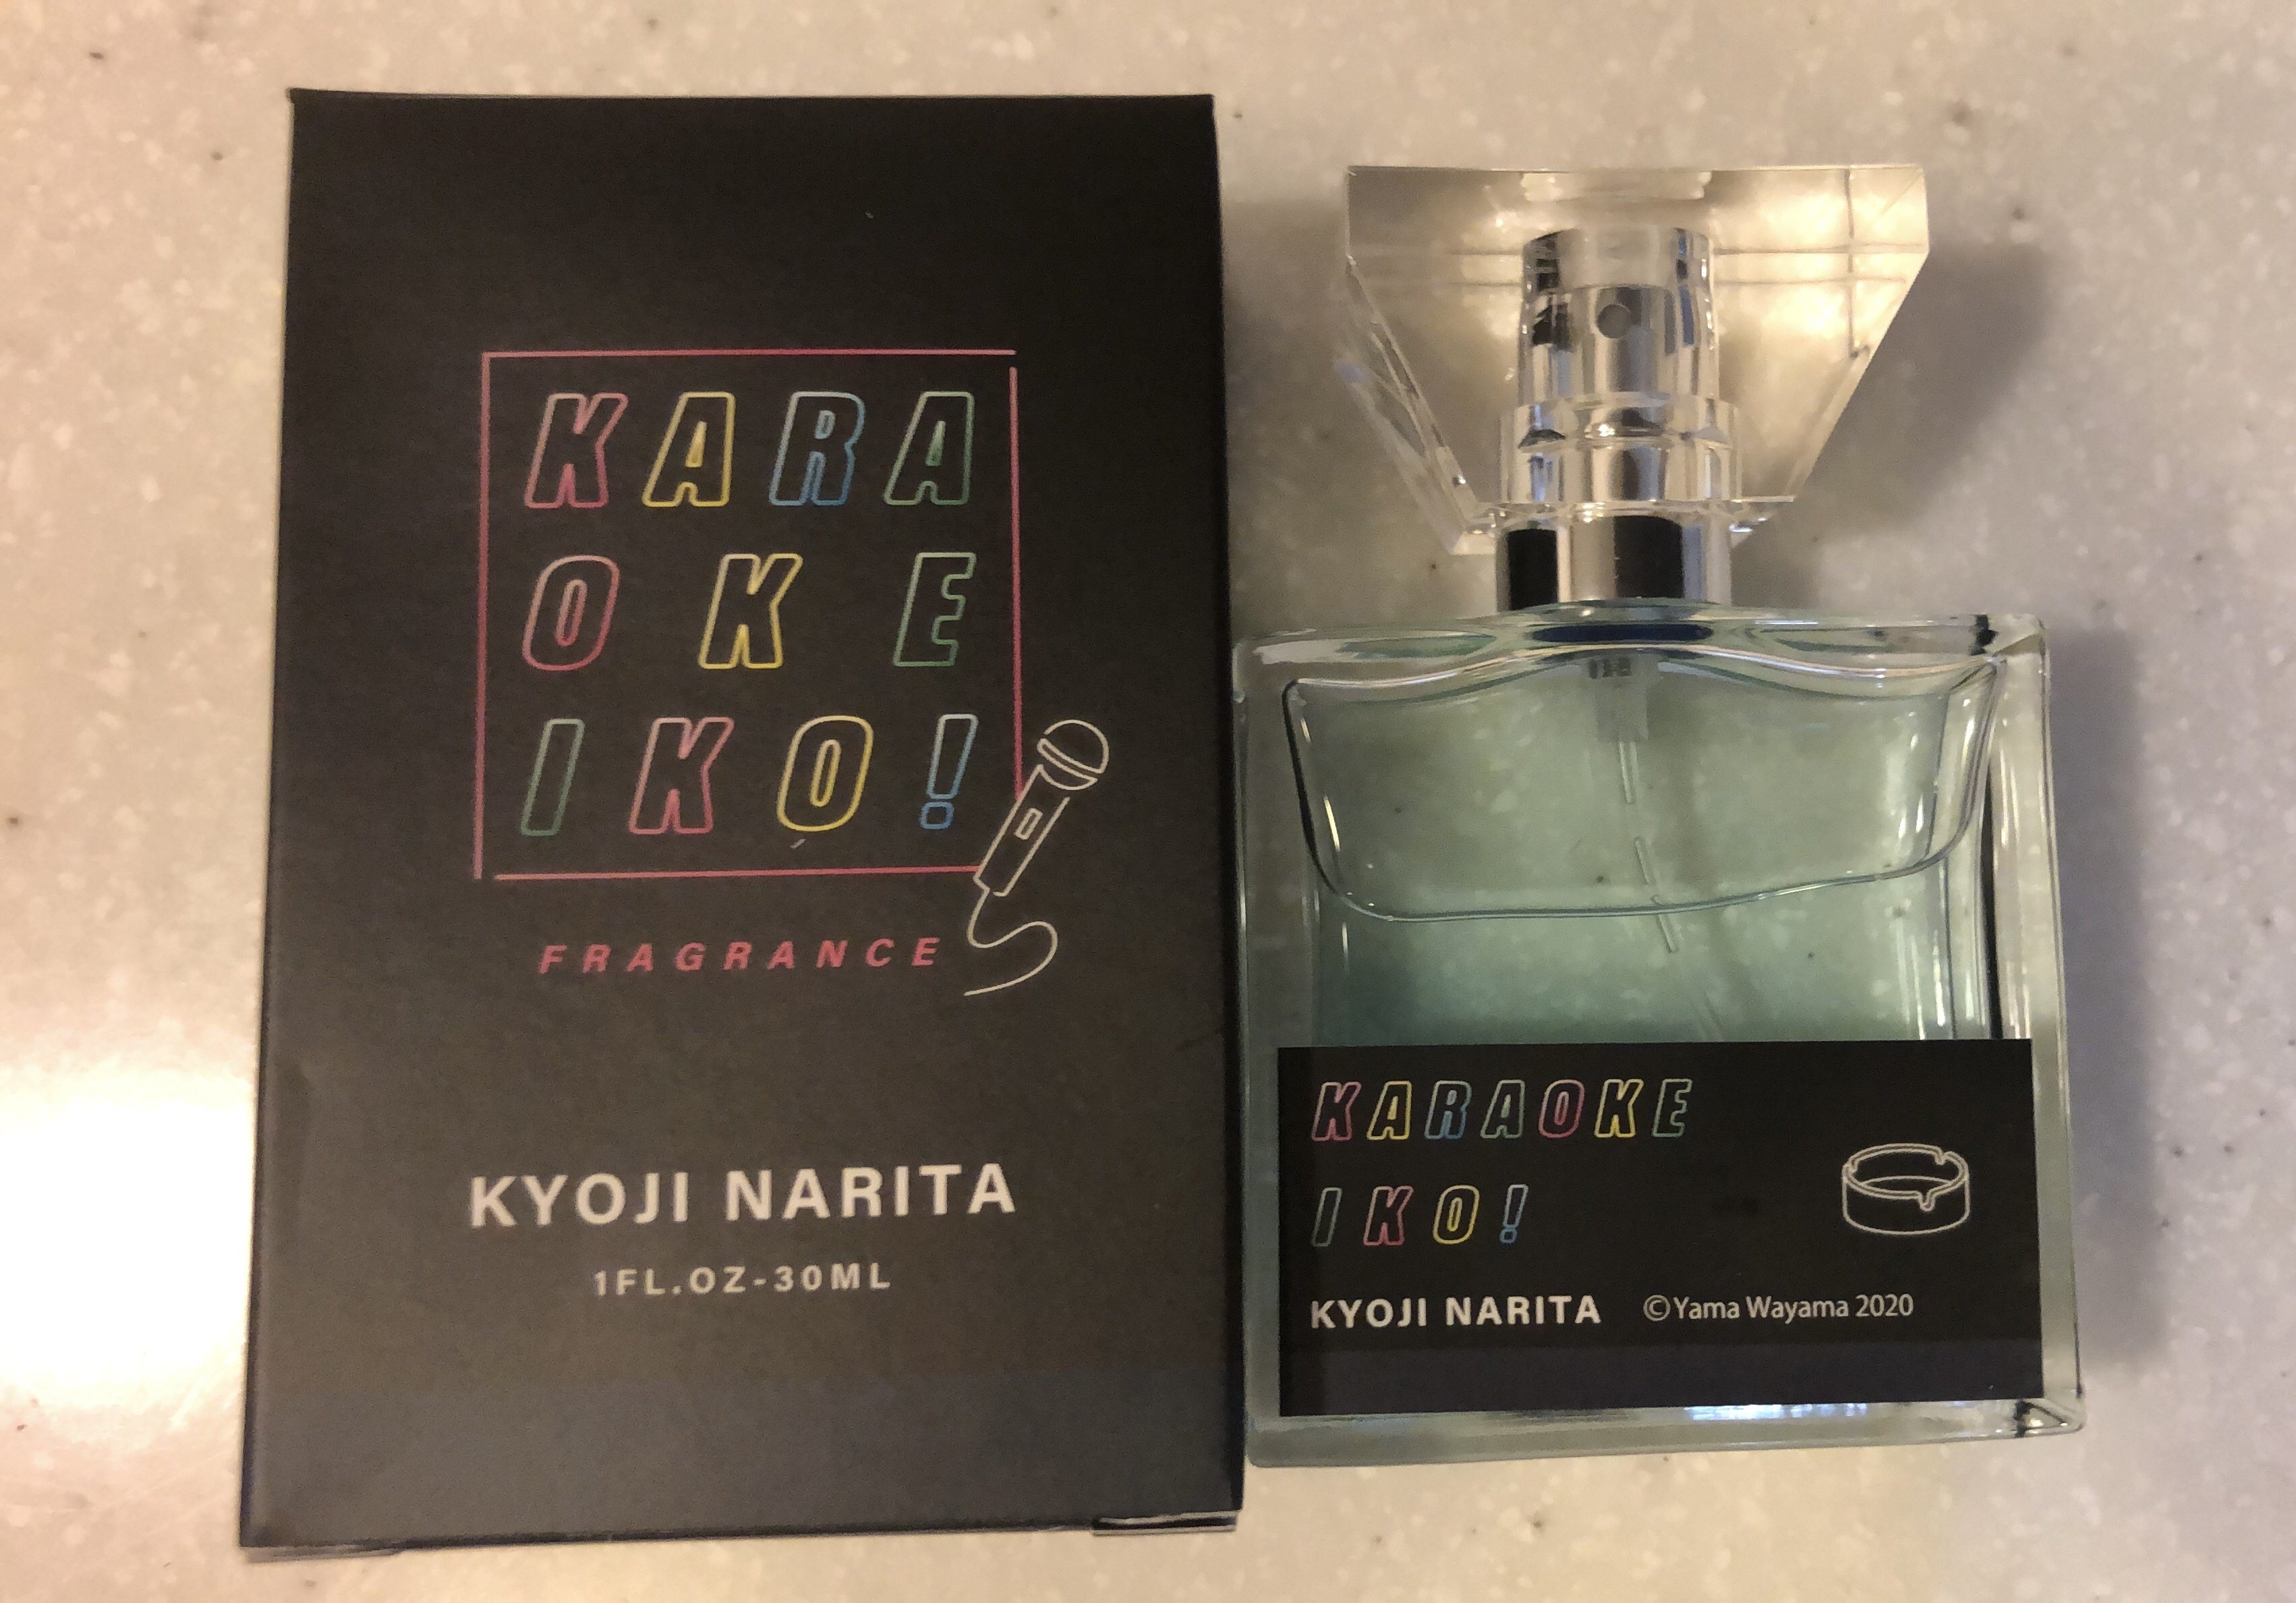 KARA
OKE
IKO!
FRAGRANCE
KYOJI NARITA
1FL.OZ-30ML
KARAOKE
IKO!
KYOJI NARITA ©Yama Wayama 2020